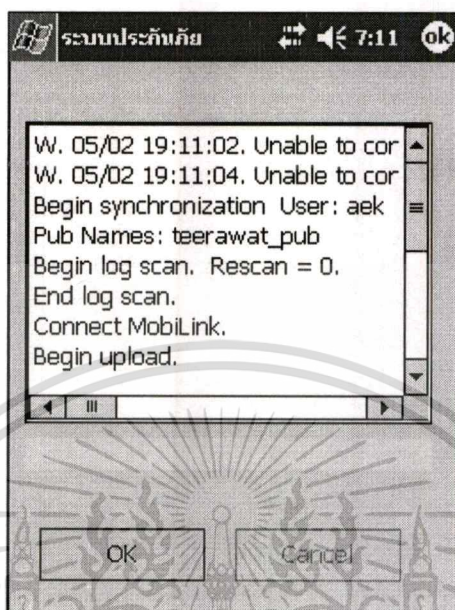 ระบบประกันภัย 7:11 ok
W. 05/02 19:11:02. Unable to cor
W. 05/02 19:11:04. Unable to cor
Begin synchronization User: aek
Pub Names: teerawat_pub
Begin log scan. Rescan = 0.
End log scan.
Connect MobiLink.
Begin upload.
OK Cancel